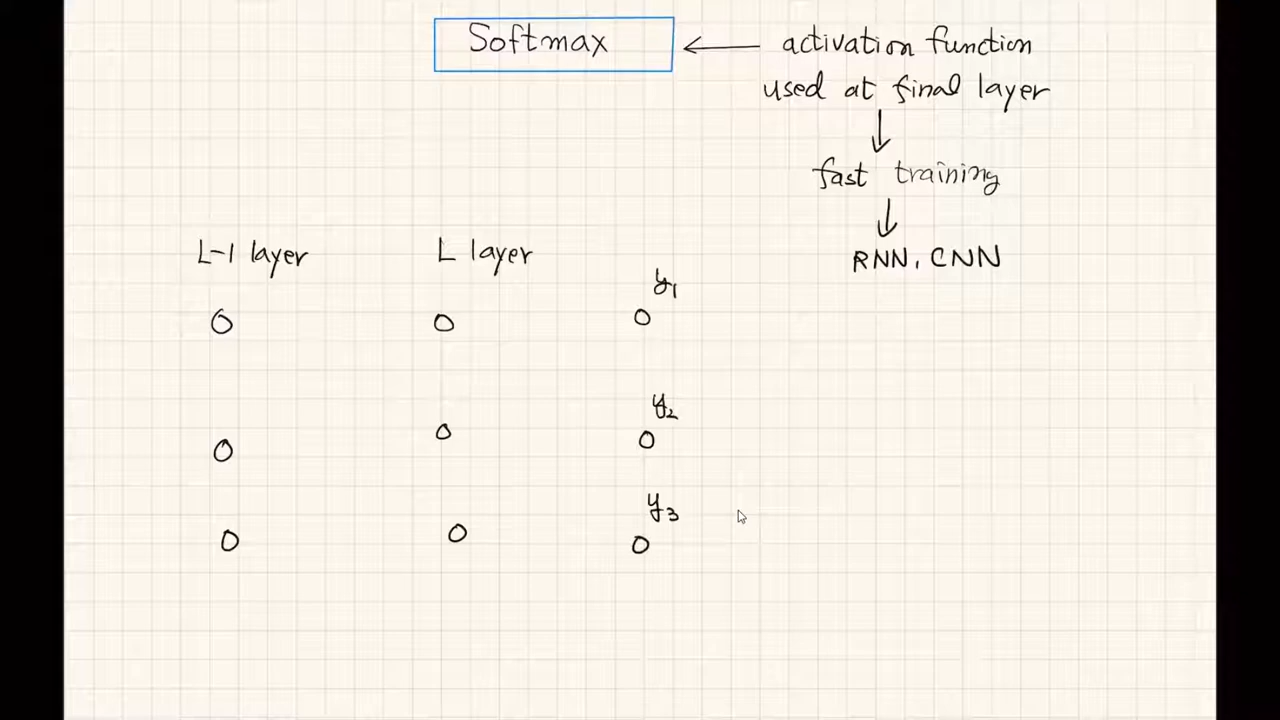 Softmax
activation function
used at final layer
fast training
RNN, CNN
L-1 layer
L layer
y1
y2
y3